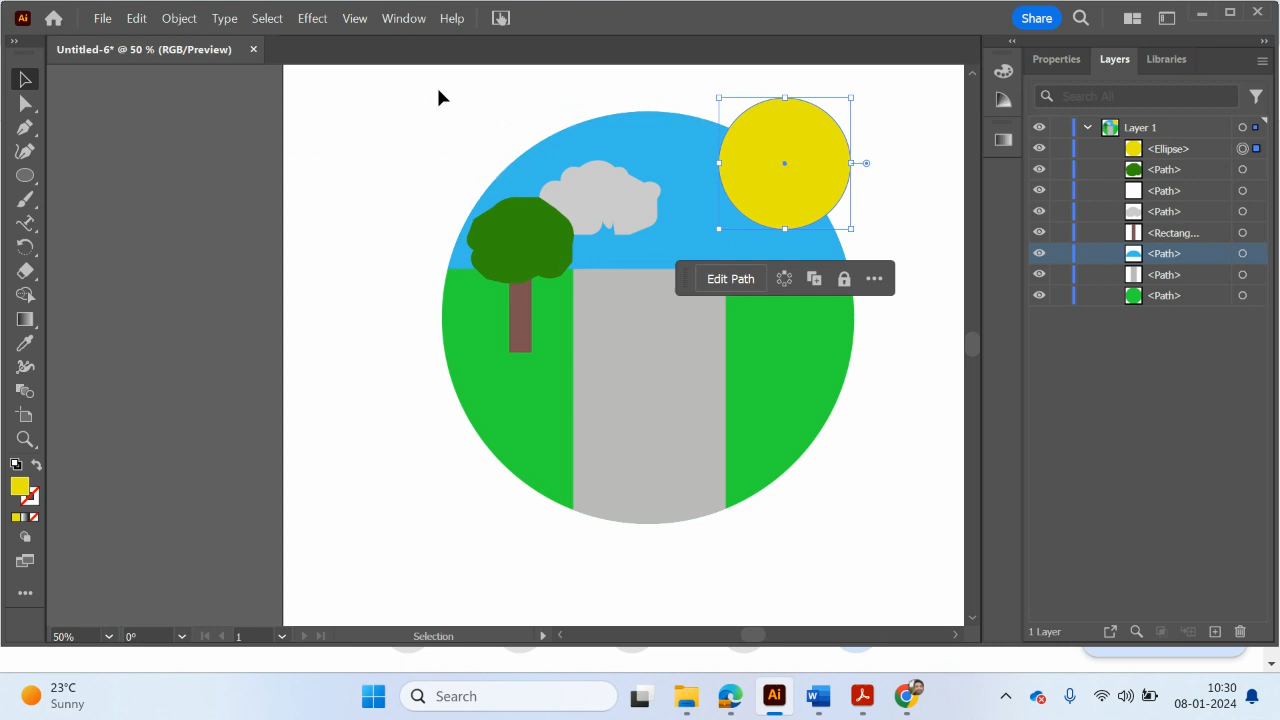 Ai File Edit Object Type Select Effect View Window Help Share
Untitled-6* @ 50 % (RGB/Preview)
Properties Layers Libraries
Search All
Layer 1
<Ellipse>
<Path>
<Path>
<Path>
<Rectang...
<Path>
<Path>
<Path>
Edit Path
50% 0° 1 Selection
1 Layer
23°C
Sunny
Search
Ai
10:30
08-01-2024